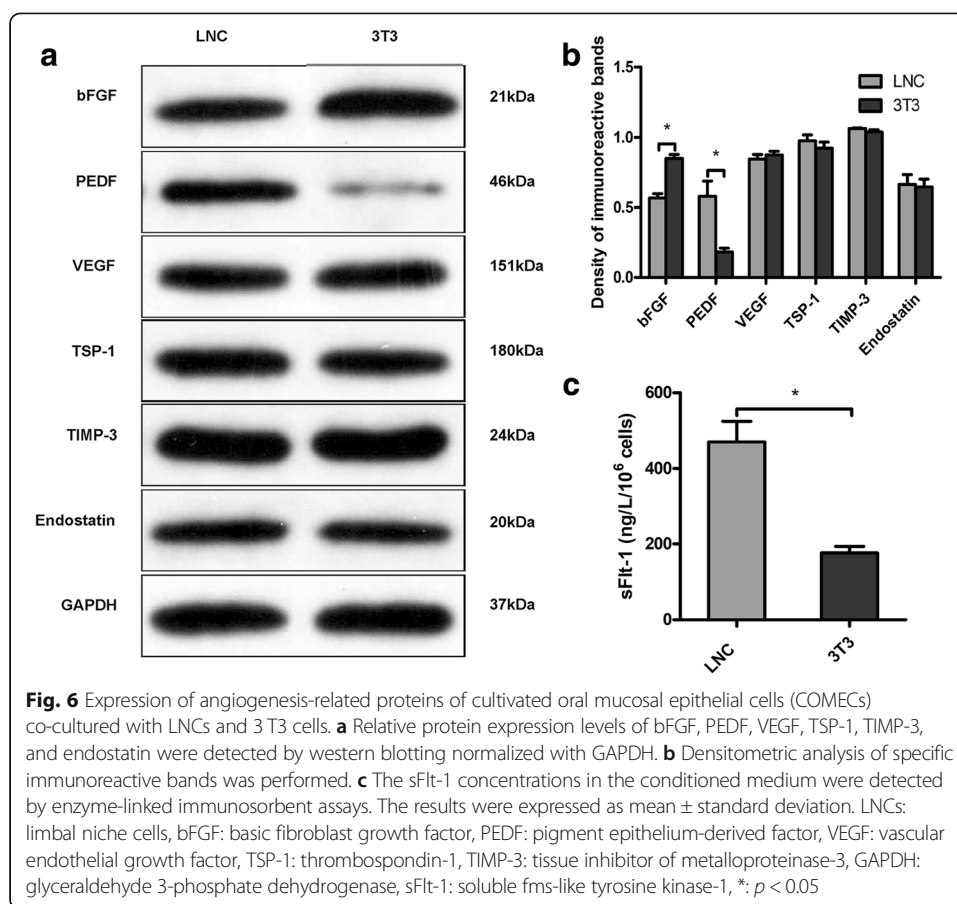 LNC 3T3
a
bFGF 21kDa
PEDF 46kDa
VEGF 151kDa
TSP-1 180kDa
TIMP-3 24kDa
Endostatin 20kDa
GAPDH 37kDa
b
Density of immunoreactive bands
1.5
1.0
0.5
0.0
LNC
3T3
* *
bFGF PEDF VEGF TSP-1 TIMP-3 Endostatin
c
sFlt-1 (ng/L/10⁶ cells)
600
400
200
0
*
LNC 3T3
Fig. 6 Expression of angiogenesis-related proteins of cultivated oral mucosal epithelial cells (COMECs)
co-cultured with LNCs and 3 T3 cells. a Relative protein expression levels of bFGF, PEDF, VEGF, TSP-1, TIMP-3,
and endostatin were detected by western blotting normalized with GAPDH. b Densitometric analysis of specific
immunoreactive bands was performed. c The sFlt-1 concentrations in the conditioned medium were detected
by enzyme-linked immunosorbent assays. The results were expressed as mean ± standard deviation. LNCs:
limbal niche cells, bFGF: basic fibroblast growth factor, PEDF: pigment epithelium-derived factor, VEGF: vascular
endothelial growth factor, TSP-1: thrombospondin-1, TIMP-3: tissue inhibitor of metalloproteinase-3, GAPDH:
glyceraldehyde 3-phosphate dehydrogenase, sFlt-1: soluble fms-like tyrosine kinase-1, *: p < 0.05